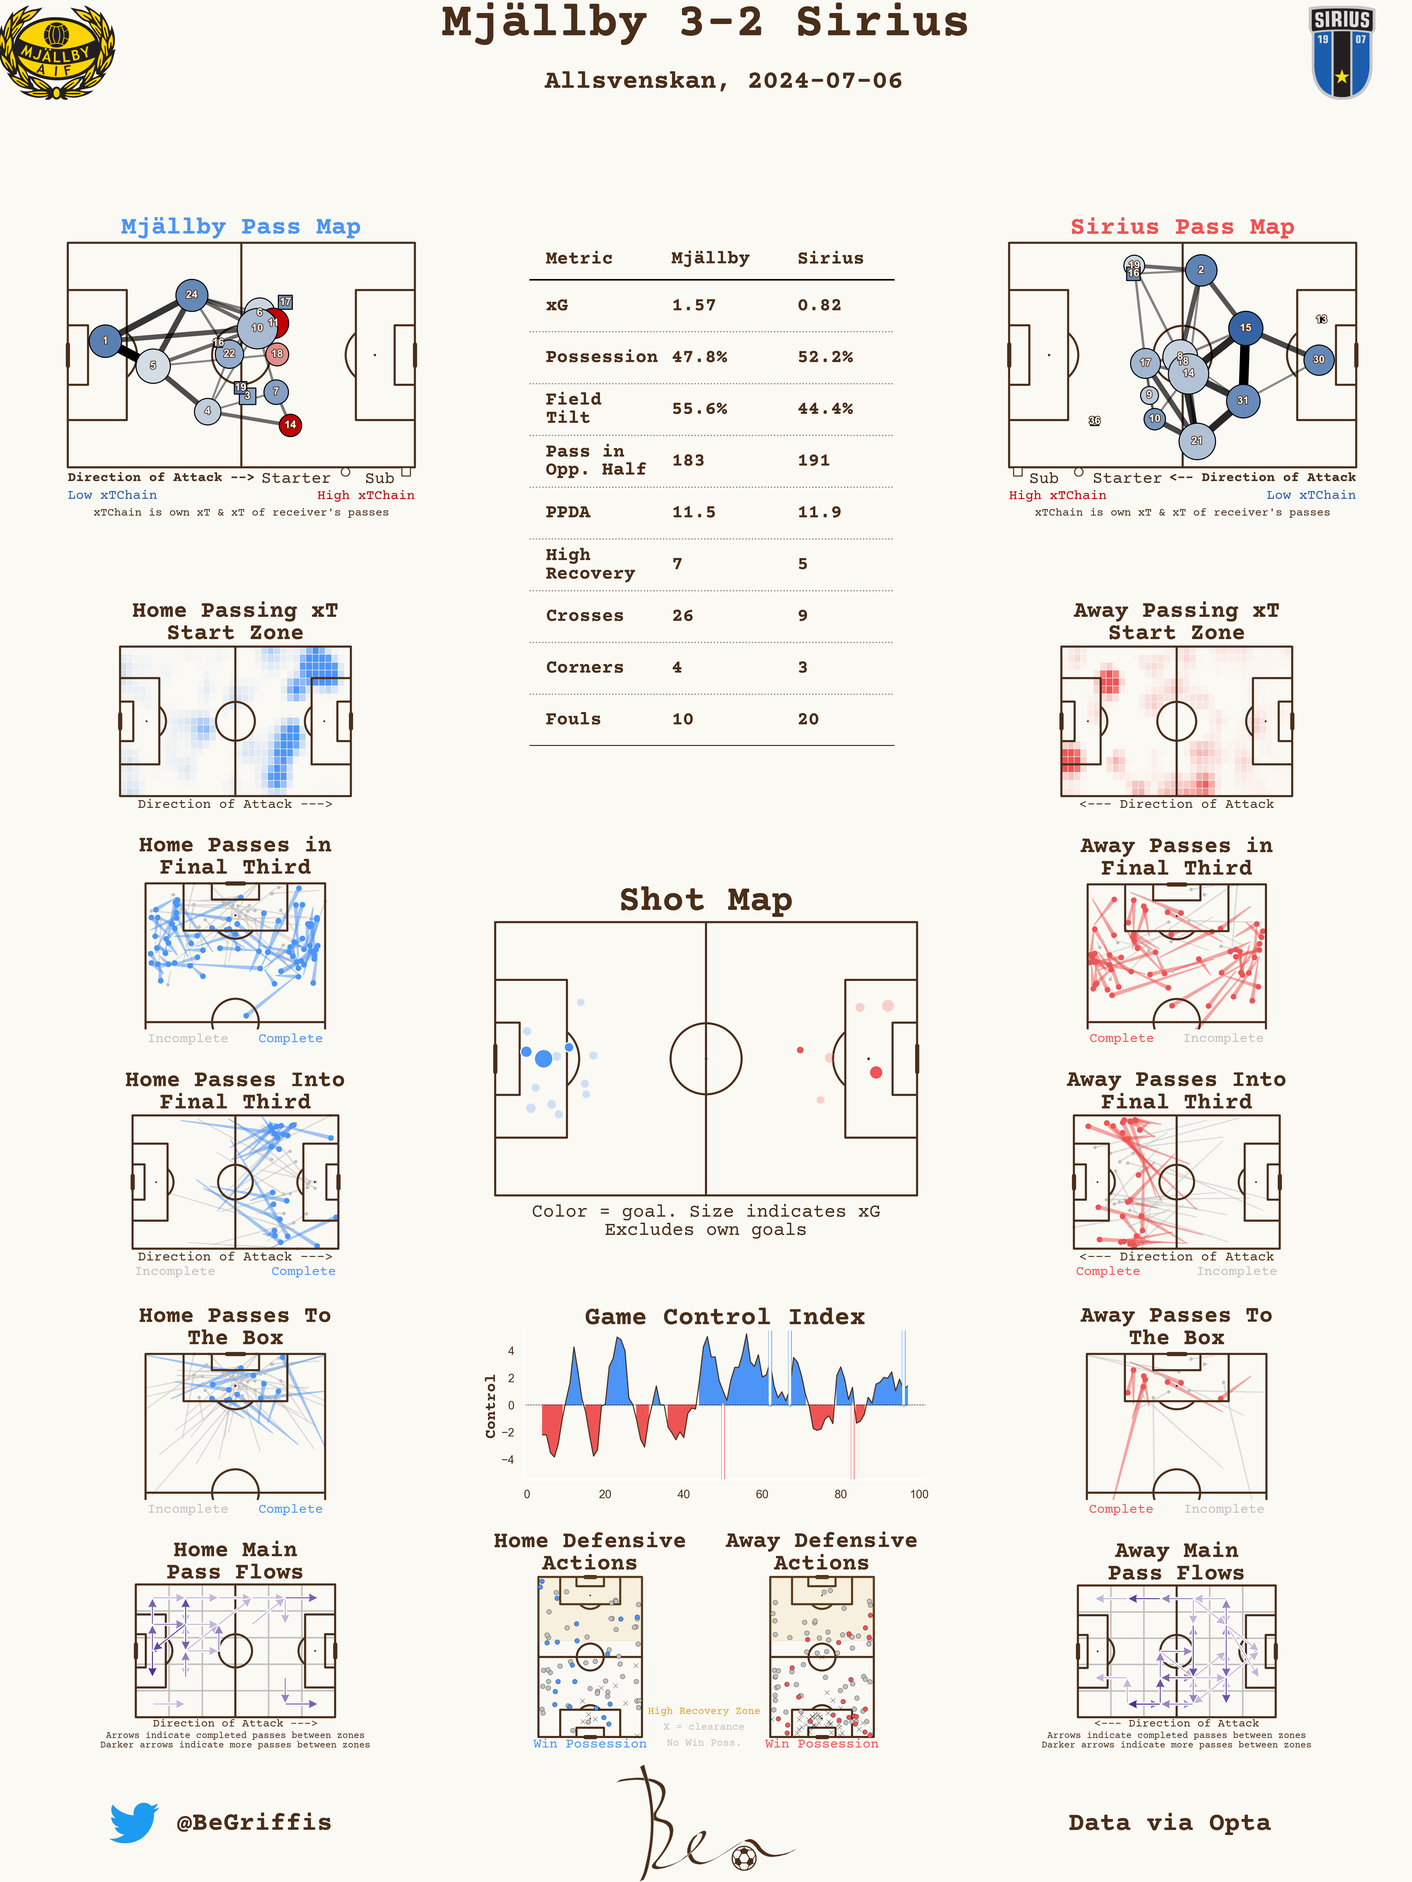 Mjällby 3-2 Sirius
Allsvenskan, 2024-07-06
MJÄLLBY
AIF
SIRIUS
19 07
Mjällby Pass Map
24
17
6
11
10
1
16
22
18
5
19
3
7
4
14
Direction of Attack --> Starter Sub
Low xTChain High xTChain
xTChain is own xT & xT of receiver's passes
Metric Mjällby Sirius
xG 1.57 0.82
Possession 47.8% 52.2%
Field
Tilt 55.6% 44.4%
Pass in
Opp. Half 183 191
PPDA 11.5 11.9
High
Recovery 7 5
Crosses 26 9
Corners 4 3
Fouls 10 20
Sirius Pass Map
19
16
2
13
15
8
18
17
14
30
9
31
10
36
21
Sub Starter <-- Direction of Attack
High xTChain Low xTChain
xTChain is own xT & xT of receiver's passes
Home Passing xT
Start Zone
Direction of Attack --->
Away Passing xT
Start Zone
<--- Direction of Attack
Home Passes in
Final Third
Incomplete Complete
Away Passes in
Final Third
Complete Incomplete
Shot Map
Color = goal. Size indicates xG
Excludes own goals
Home Passes Into
Final Third
Direction of Attack --->
Incomplete Complete
Away Passes Into
Final Third
<--- Direction of Attack
Complete Incomplete
Home Passes To
The Box
Incomplete Complete
Game Control Index
Control
4
2
0
−2
−4
0 20 40 60 80 100
Away Passes To
The Box
Complete Incomplete
Home Main
Pass Flows
Direction of Attack --->
Arrows indicate completed passes between zones
Darker arrows indicate more passes between zones
Home Defensive
Actions
Win Possession
Away Defensive
Actions
Win Possession
High Recovery Zone
X = clearance
No Win Poss.
Away Main
Pass Flows
<--- Direction of Attack
Arrows indicate completed passes between zones
Darker arrows indicate more passes between zones
@BeGriffis
Ben
Data via Opta